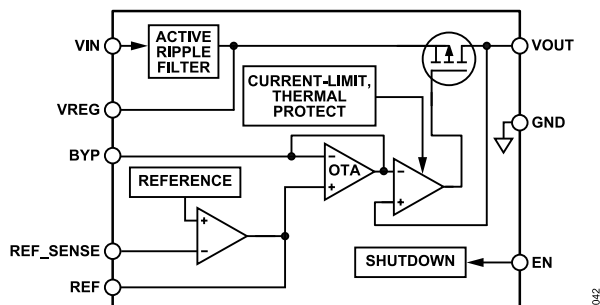 VIN
ACTIVE
RIPPLE
FILTER
VOUT
CURRENT-LIMIT,
THERMAL
PROTECT
VREG
GND
BYP
−
OTA
+
−
+
REFERENCE
+
−
REF_SENSE
REF
SHUTDOWN
EN
042